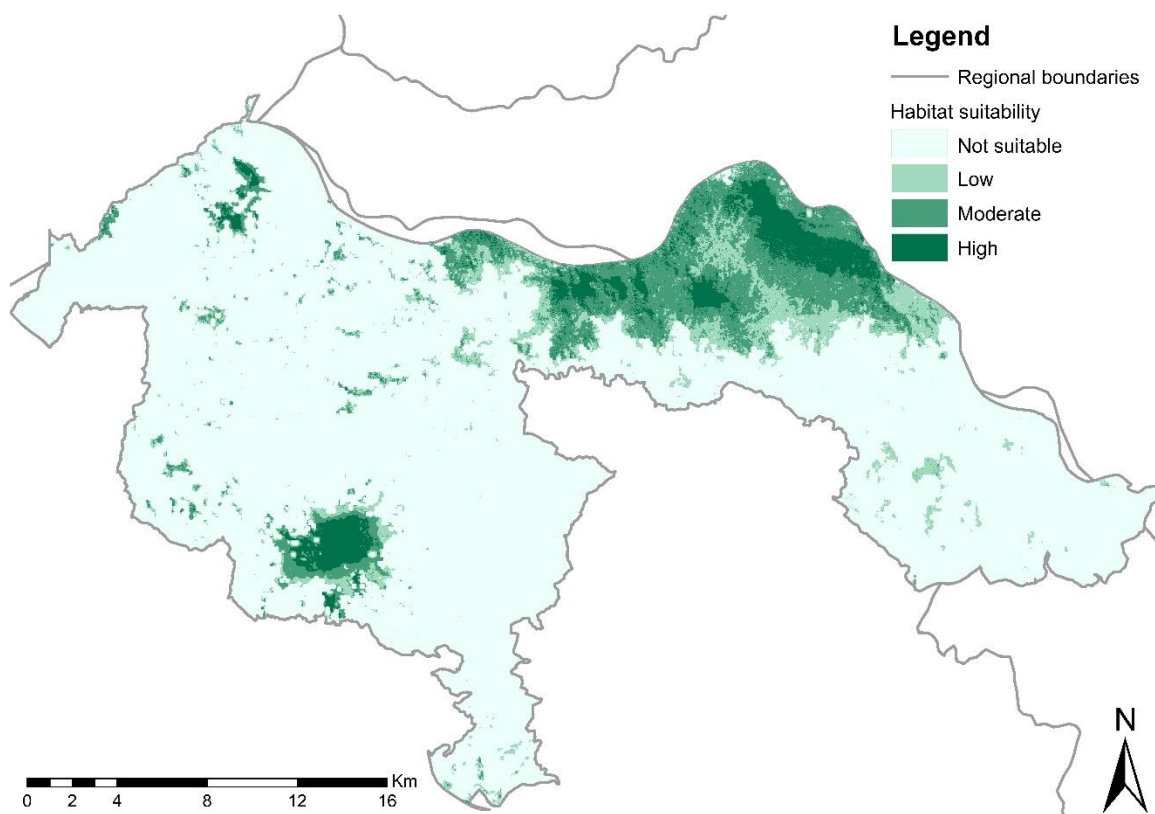 Legend
Regional boundaries
Habitat suitability
Not suitable
Low
Moderate
High
N
Km
0 2 4 8 12 16